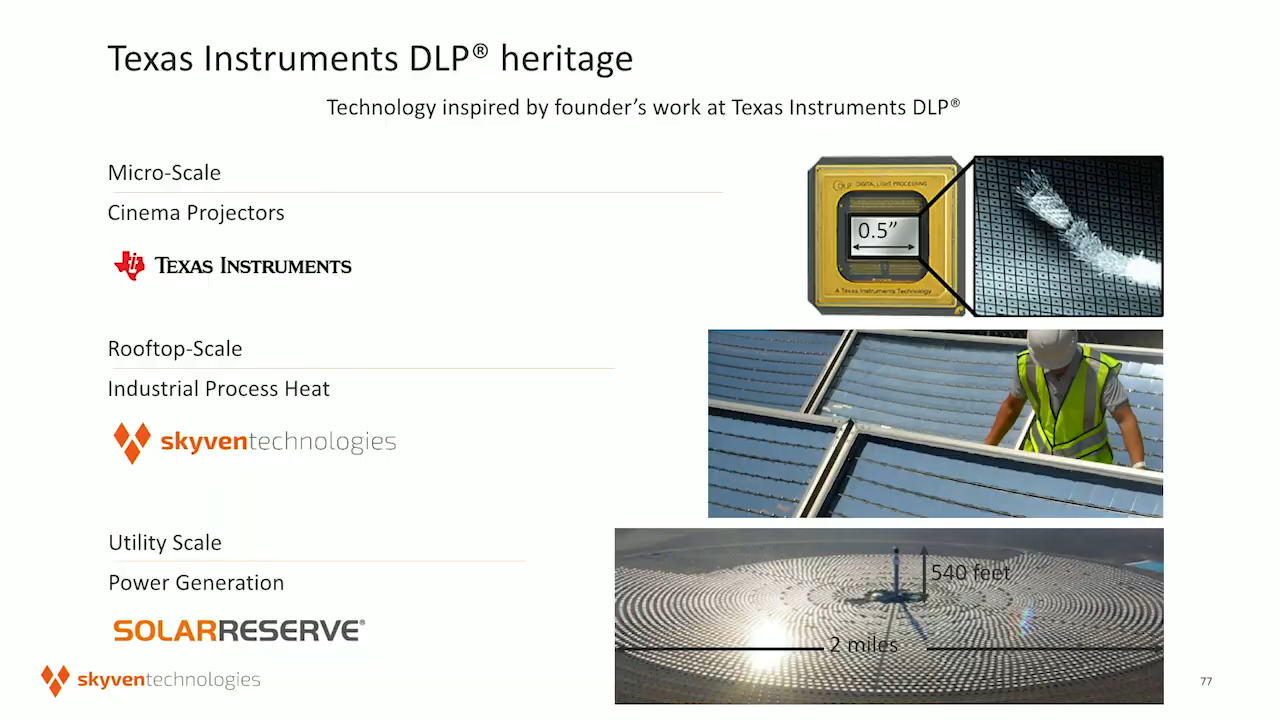 Texas Instruments DLP® heritage
Technology inspired by founder's work at Texas Instruments DLP®
Micro-Scale
Cinema Projectors
TEXAS INSTRUMENTS
DLP DIGITAL LIGHT PROCESSING
0.5"
A Texas Instruments Technology
Rooftop-Scale
Industrial Process Heat
skyventechnologies
Utility Scale
Power Generation
SOLARRESERVE®
540 feet
2 miles
skyventechnologies
77